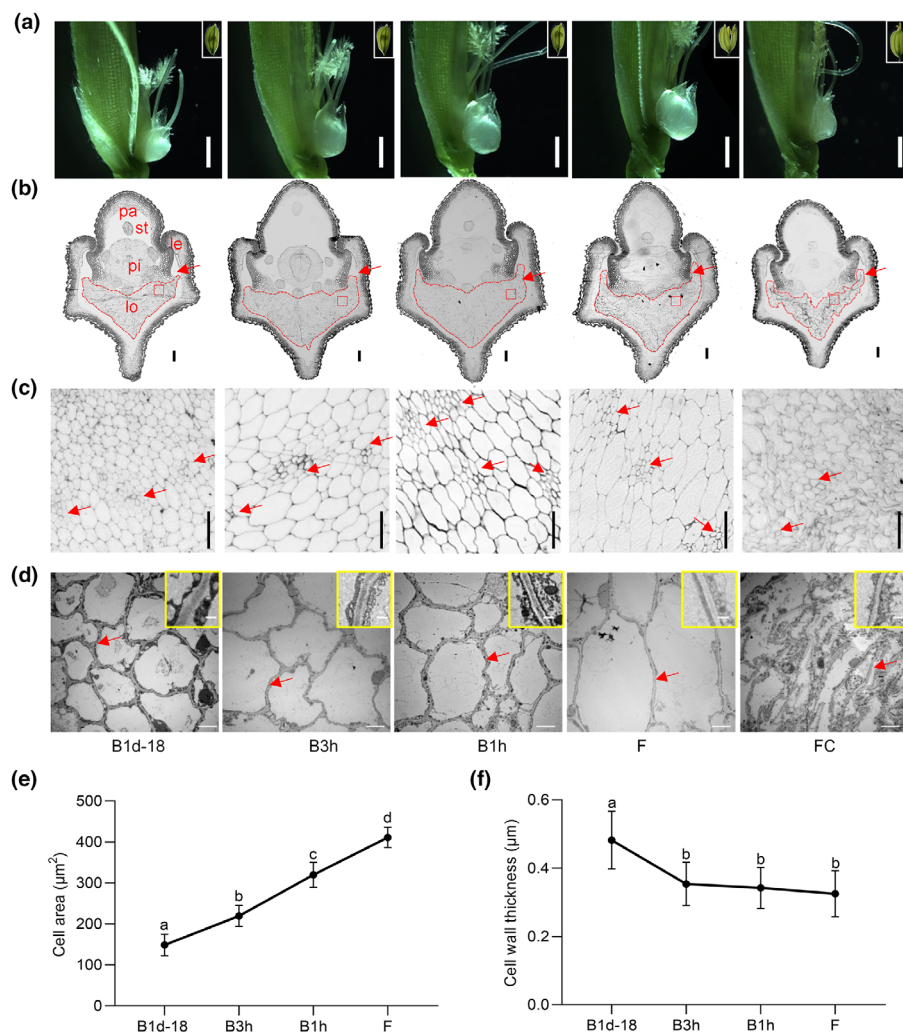 (a)
(b)
pa
st
le
pi
lo
(c)
(d)
B1d-18 B3h B1h F FC
(e)
500
400
300
200
100
0
Cell area (µm²)
a
b
c
d
B1d-18 B3h B1h F
(f)
0.6
0.4
0.2
0.0
Cell wall thickness (µm)
a
b
b
b
B1d-18 B3h B1h F